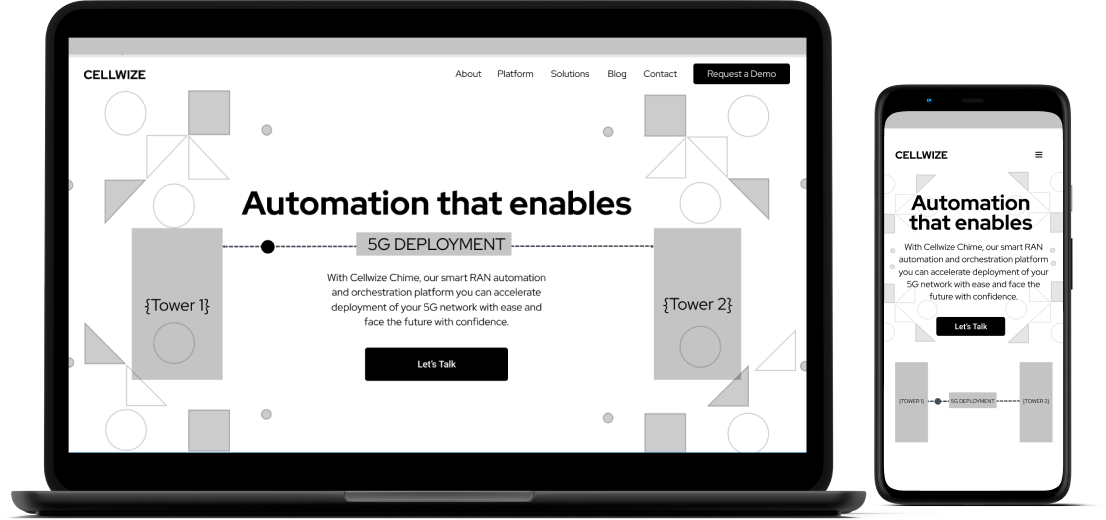 CELLWIZE
About Platform Solutions Blog Contact Request a Demo
Automation that enables
5G DEPLOYMENT
With Cellwize Chime, our smart RAN automation
and orchestration platform you can accelerate
deployment of your 5G network with ease and
face the future with confidence.
{Tower 1}
{Tower 2}
Let's Talk
CELLWIZE
Automation
that enables
With Cellwize Chime, our smart RAN
automation and orchestration platform
you can accelerate deployment of your
5G network with ease and face the
future with confidence.
Let's Talk
{TOWER 1}
5G DEPLOYMENT
{TOWER 2}